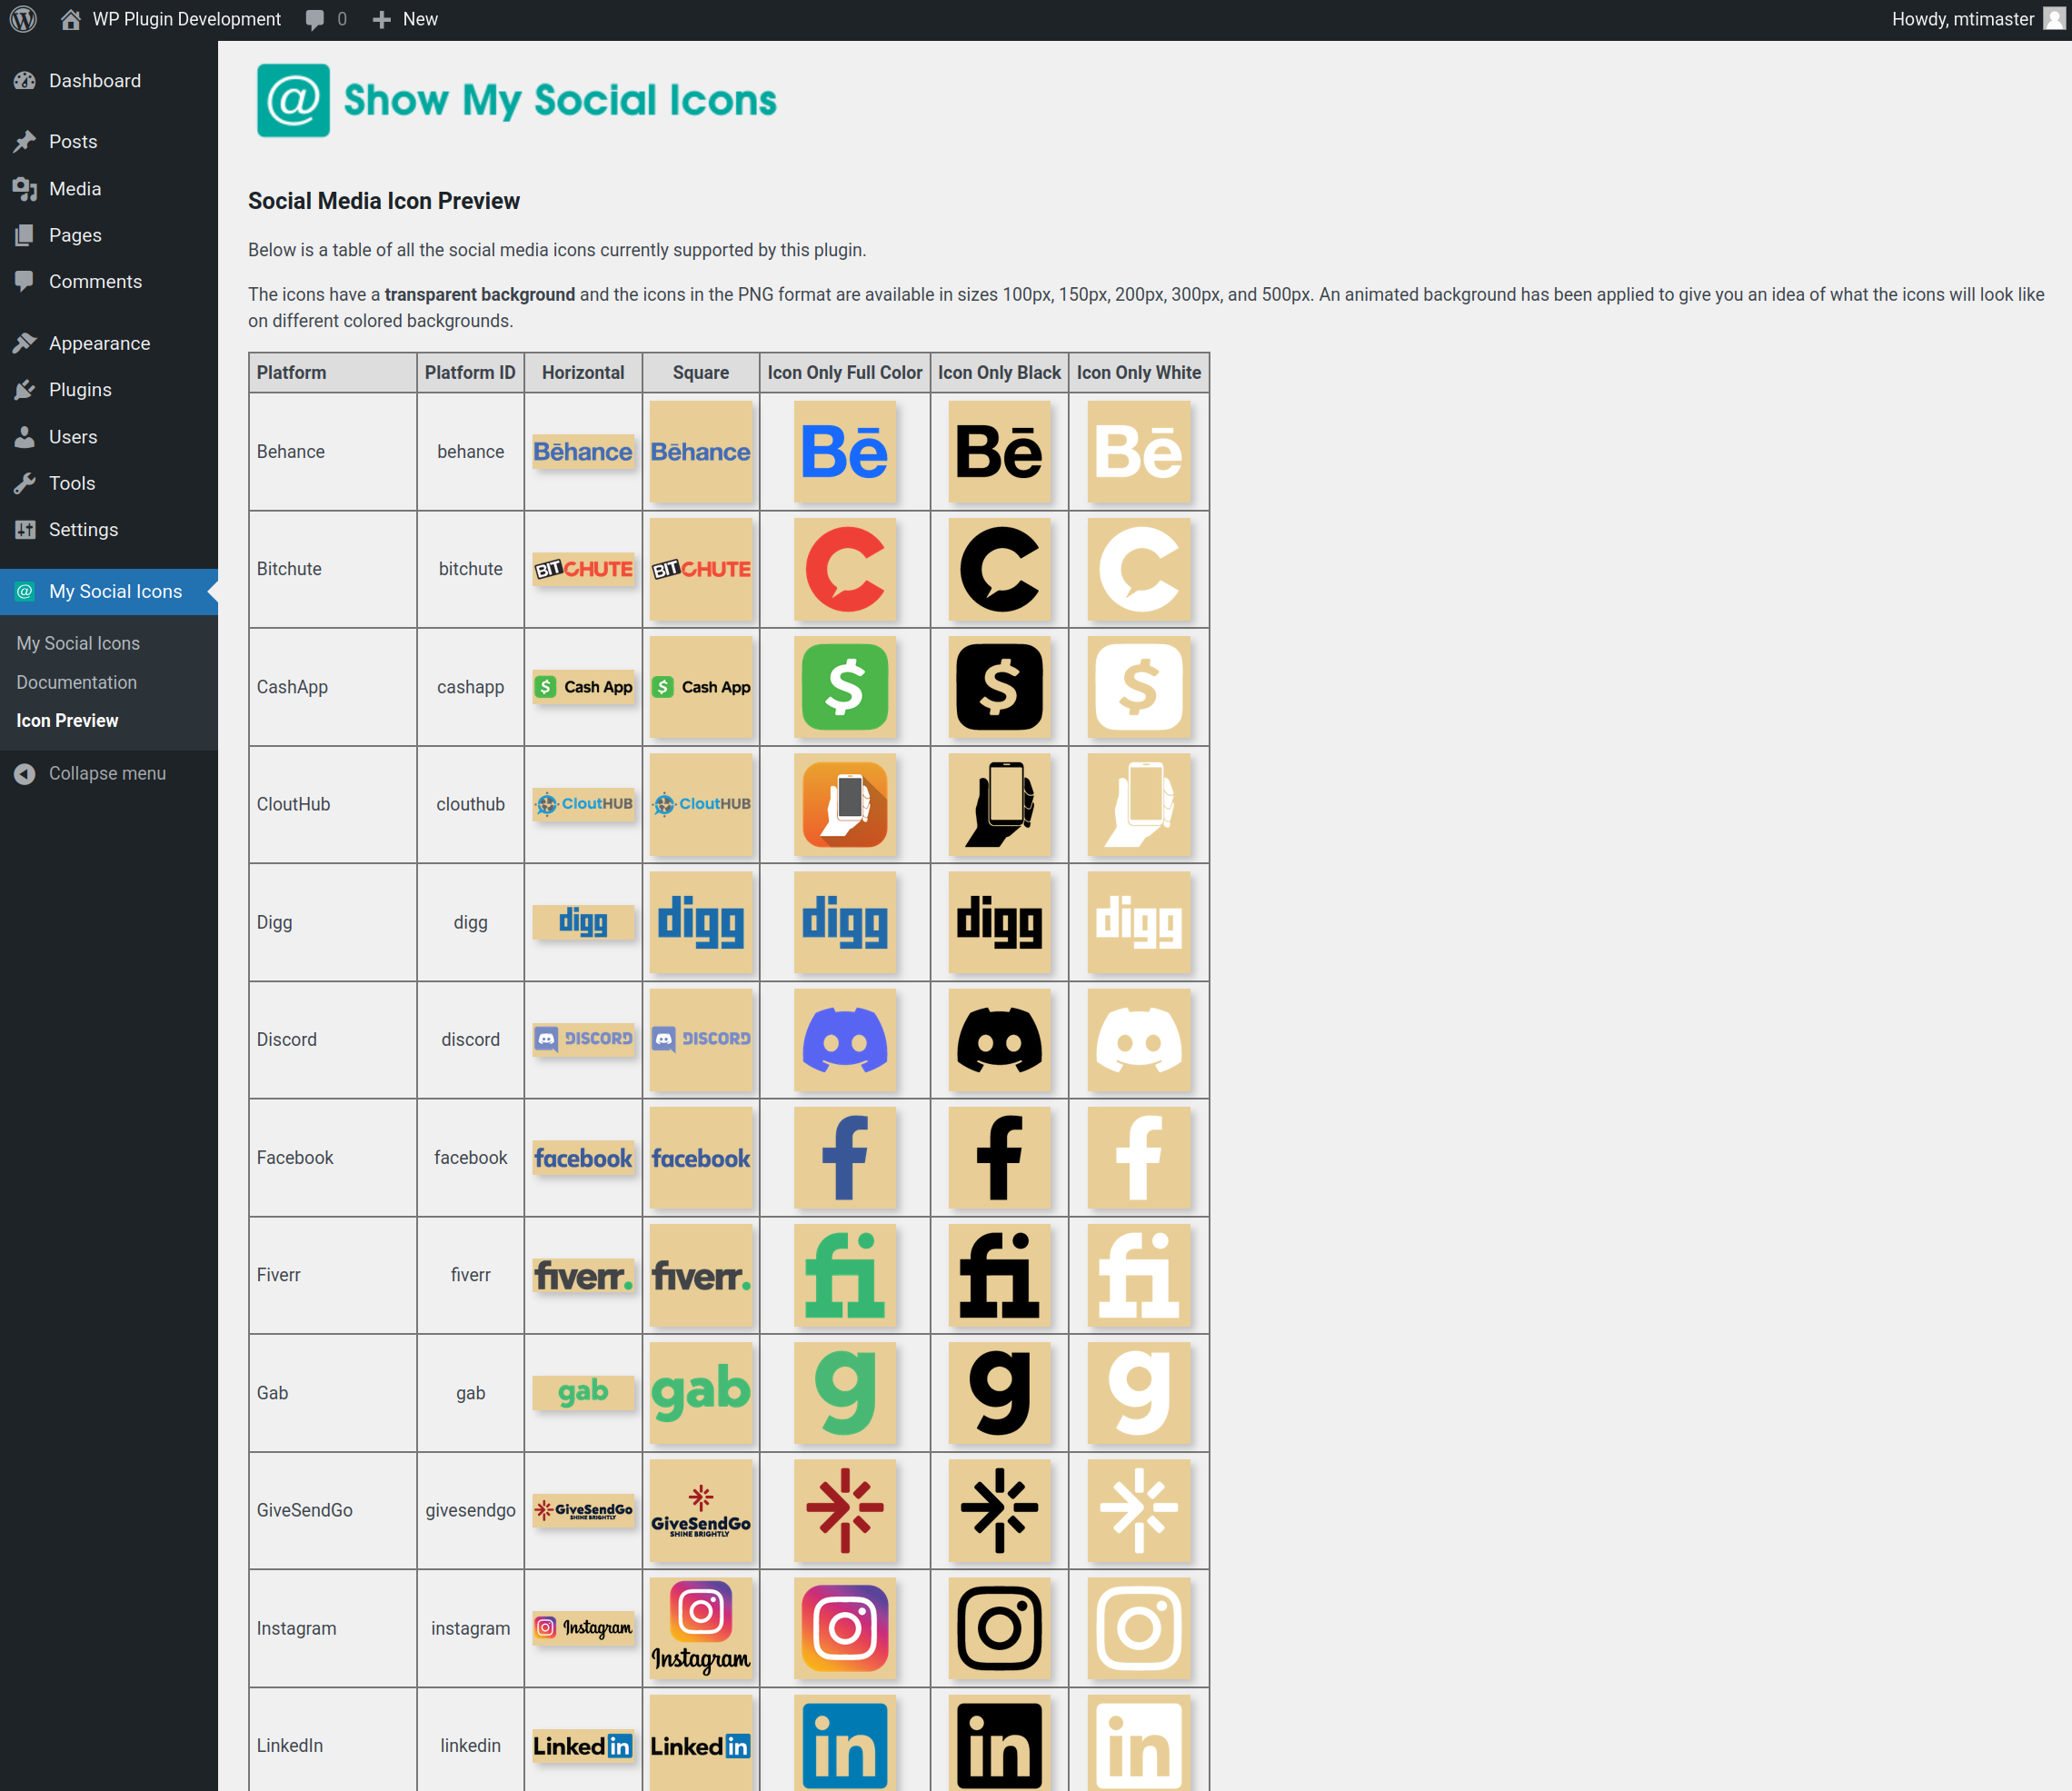 WP Plugin Development 0 New Howdy, mtimaster
Dashboard
Posts
Media
Pages
Comments
Appearance
Plugins
Users
Tools
Settings
My Social Icons
My Social Icons
Documentation
Icon Preview
Collapse menu
@ Show My Social Icons
Social Media Icon Preview
Below is a table of all the social media icons currently supported by this plugin.
The icons have a transparent background and the icons in the PNG format are available in sizes 100px, 150px, 200px, 300px, and 500px. An animated background has been applied to give you an idea of what the icons will look like
on different colored backgrounds.
Platform Platform ID Horizontal Square Icon Only Full Color Icon Only Black Icon Only White
Behance behance Bēhance Bēhance Bē Bē Bē
Bitchute bitchute BITCHUTE BITCHUTE C C C
CashApp cashapp $ Cash App $ Cash App $ $ $
CloutHub clouthub CloutHUB CloutHUB
Digg digg digg digg digg digg digg
Discord discord DISCORD DISCORD
Facebook facebook facebook facebook f f f
Fiverr fiverr fiverr. fiverr. fi fi fi
Gab gab gab gab g g g
GiveSendGo givesendgo GiveSendGo SHINE BRIGHTLY GiveSendGo SHINE BRIGHTLY
Instagram instagram Instagram Instagram
LinkedIn linkedin Linked in Linked in in in in